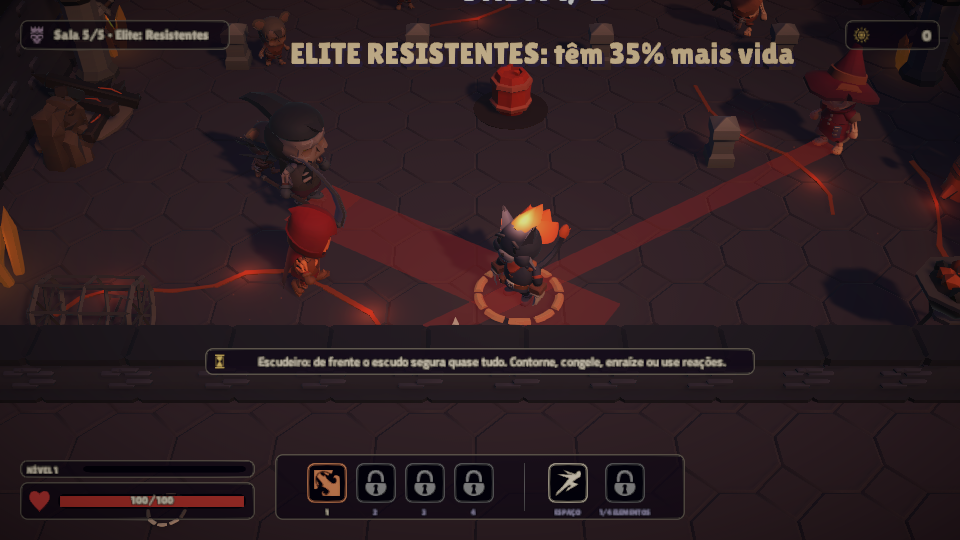 Sala 5/5 · Elite: Resistentes
0
ELITE RESISTENTES: têm 35% mais vida
Escudeiro: de frente o escudo segura quase tudo. Contorne, congele, enraíze ou use reações.
NÍVEL 1
100/100
1
2
3
4
ESPAÇO
1/4 ELEMENTOS